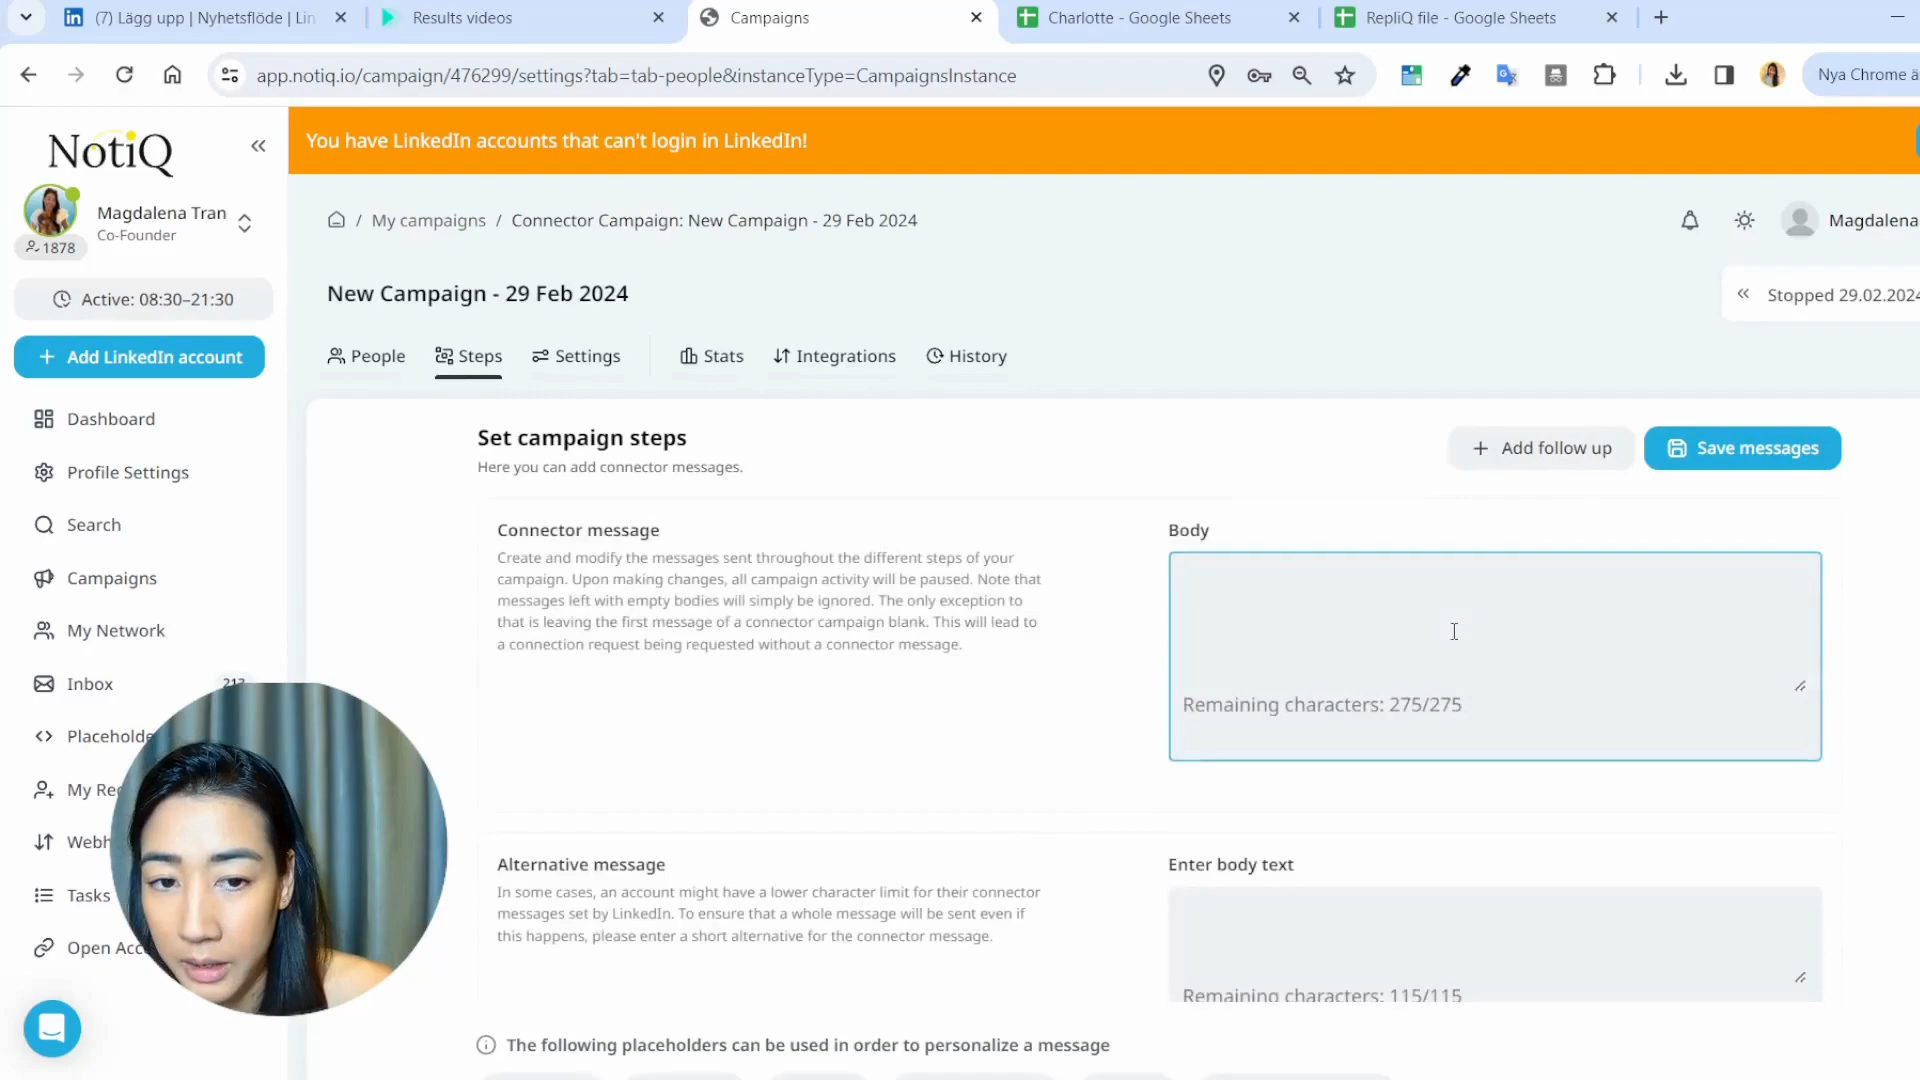 (7) Lägg upp | Nyhetsflöde | Lin
Results videos
Campaigns
Charlotte - Google Sheets
RepliQ file - Google Sheets
app.notiq.io/campaign/476299/settings?tab=tab-people&instanceType=CampaignsInstance
Nya Chrome ä
NotiQ
You have LinkedIn accounts that can't login in LinkedIn!
Magdalena Tran
Co-Founder
1878
/ My campaigns / Connector Campaign: New Campaign - 29 Feb 2024
Magdalena
Active: 08:30–21:30
New Campaign - 29 Feb 2024
Stopped 29.02.2024
Add LinkedIn account
People
Steps
Settings
Stats
Integrations
History
Dashboard
Profile Settings
Search
Campaigns
My Network
Inbox
213
Placeholde
My Re
Webh
Tasks
Open Acc
Set campaign steps
Here you can add connector messages.
+ Add follow up
Save messages
Connector message
Create and modify the messages sent throughout the different steps of your
campaign. Upon making changes, all campaign activity will be paused. Note that
messages left with empty bodies will simply be ignored. The only exception to
that is leaving the first message of a connector campaign blank. This will lead to
a connection request being requested without a connector message.
Body
Remaining characters: 275/275
Alternative message
In some cases, an account might have a lower character limit for their connector
messages set by LinkedIn. To ensure that a whole message will be sent even if
this happens, please enter a short alternative for the connector message.
Enter body text
Remaining characters: 115/115
The following placeholders can be used in order to personalize a message